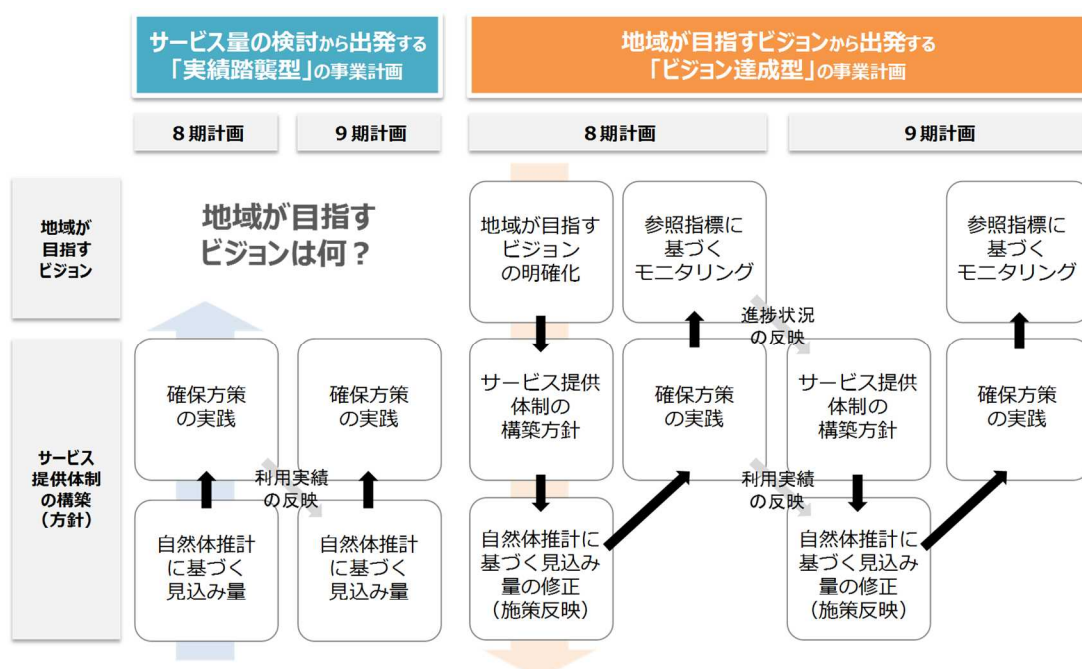 サービス量の検討から出発する
「実績踏襲型」の事業計画
地域が目指すビジョンから出発する
「ビジョン達成型」の事業計画
８期計画
９期計画
８期計画
９期計画
地域が
目指す
ビジョン
地域が目指す
ビジョンは何？
地域が目指す
ビジョン
の明確化
参照指標に
基づく
モニタリング
参照指標に
基づく
モニタリング
進捗状況
の反映
サービス
提供体制
の構築
（方針）
確保方策
の実践
確保方策
の実践
サービス提供
体制の
構築方針
確保方策
の実践
サービス提供
体制の
構築方針
確保方策
の実践
利用実績
の反映
利用実績
の反映
自然体推計
に基づく
見込み量
自然体推計
に基づく
見込み量
自然体推計に
基づく見込み
量の修正
（施策反映）
自然体推計に
基づく見込み
量の修正
（施策反映）